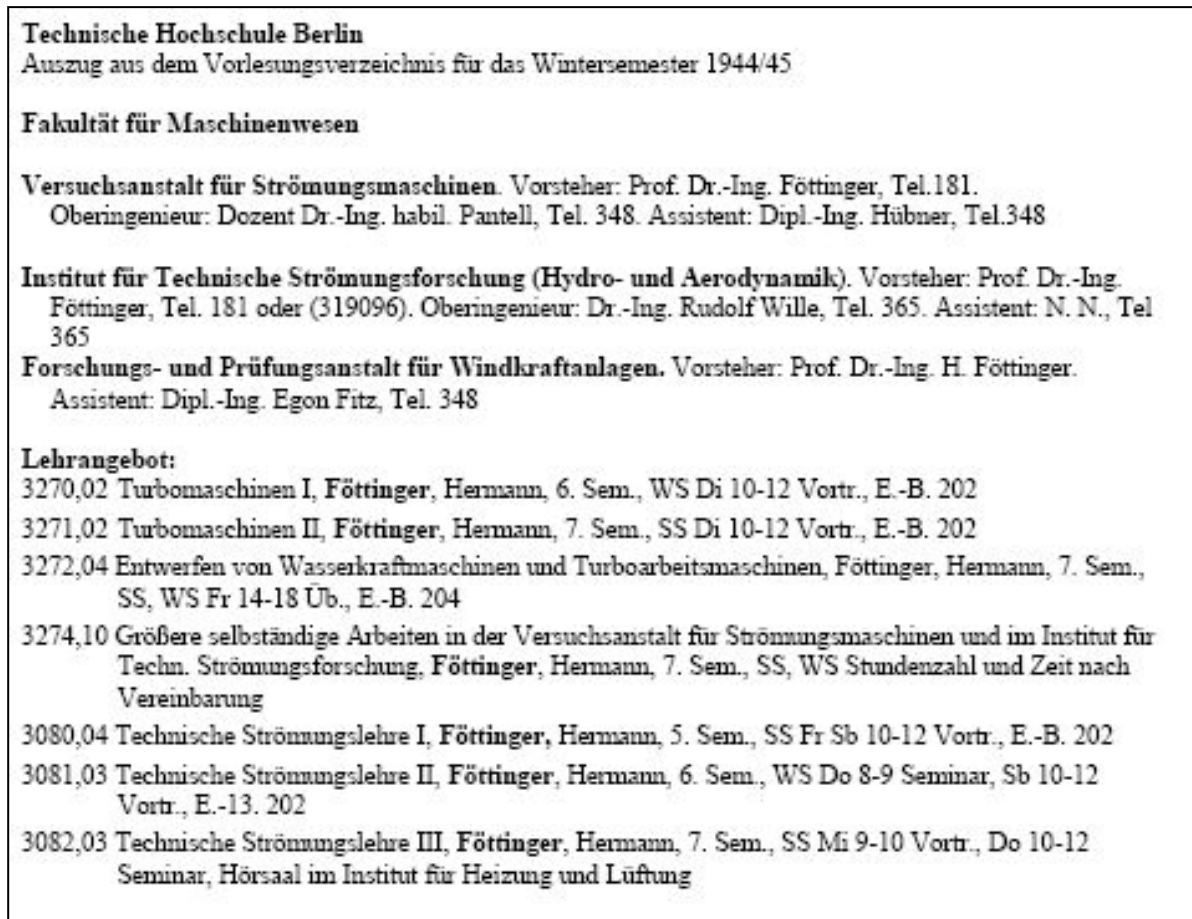 Technische Hochschule Berlin
Auszug aus dem Vorlesungsverzeichnis für das Wintersemester 1944/45
Fakultät für Maschinenwesen
Versuchsanstalt für Strömungsmaschinen. Vorsteher: Prof. Dr.-Ing. Föttinger, Tel.181.
Oberingenieur: Dozent Dr.-Ing. habil. Pantell, Tel. 348. Assistent: Dipl.-Ing. Hübner, Tel.348
Institut für Technische Strömungsforschung (Hydro- und Aerodynamik). Vorsteher: Prof. Dr.-Ing.
Föttinger, Tel. 181 oder (319096). Oberingenieur: Dr.-Ing. Rudolf Wille, Tel. 365. Assistent: N. N., Tel
365
Forschungs- und Prüfungsanstalt für Windkraftanlagen. Vorsteher: Prof. Dr.-Ing. H. Föttinger.
Assistent: Dipl.-Ing. Egon Fitz, Tel. 348
Lehrangebot:
3270,02 Turbomaschinen I, Föttinger, Hermann, 6. Sem., WS Di 10-12 Vortr., E.-B. 202
3271,02 Turbomaschinen II, Föttinger, Hermann, 7. Sem., SS Di 10-12 Vortr., E.-B. 202
3272,04 Entwerfen von Wasserkraftmaschinen und Turboarbeitsmaschinen, Föttinger, Hermann, 7. Sem.,
SS, WS Fr 14-18 Üb., E.-B. 204
3274,10 Größere selbständige Arbeiten in der Versuchsanstalt für Strömungsmaschinen und im Institut für
Techn. Strömungsforschung, Föttinger, Hermann, 7. Sem., SS, WS Stundenzahl und Zeit nach
Vereinbarung
3080,04 Technische Strömungslehre I, Föttinger, Hermann, 5. Sem., SS Fr Sb 10-12 Vortr., E.-B. 202
3081,03 Technische Strömungslehre II, Föttinger, Hermann, 6. Sem., WS Do 8-9 Seminar, Sb 10-12
Vortr., E.-13. 202
3082,03 Technische Strömungslehre III, Föttinger, Hermann, 7. Sem., SS Mi 9-10 Vortr., Do 10-12
Seminar, Hörsaal im Institut für Heizung und Lüftung